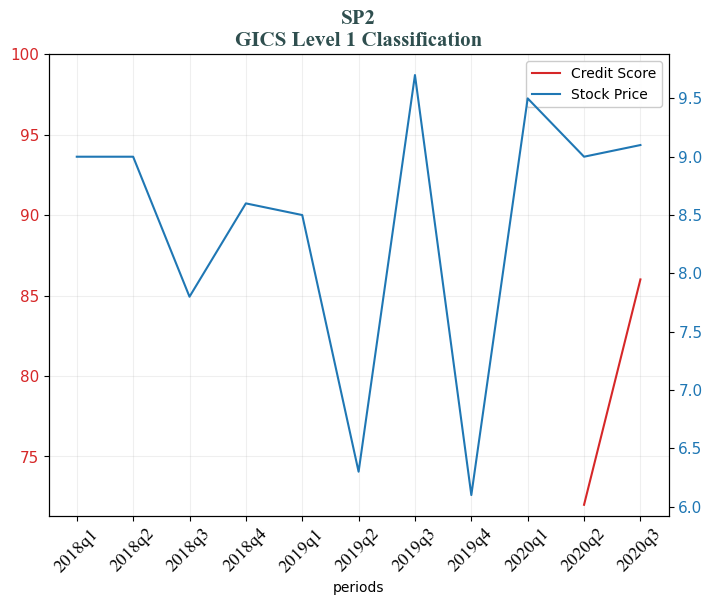 SP2
GICS Level 1 Classification
Credit Score
Stock Price
100
95
90
85
80
75
9.5
9.0
8.5
8.0
7.5
7.0
6.5
6.0
2018q1
2018q2
2018q3
2018q4
2019q1
2019q2
2019q3
2019q4
2020q1
2020q2
2020q3
periods